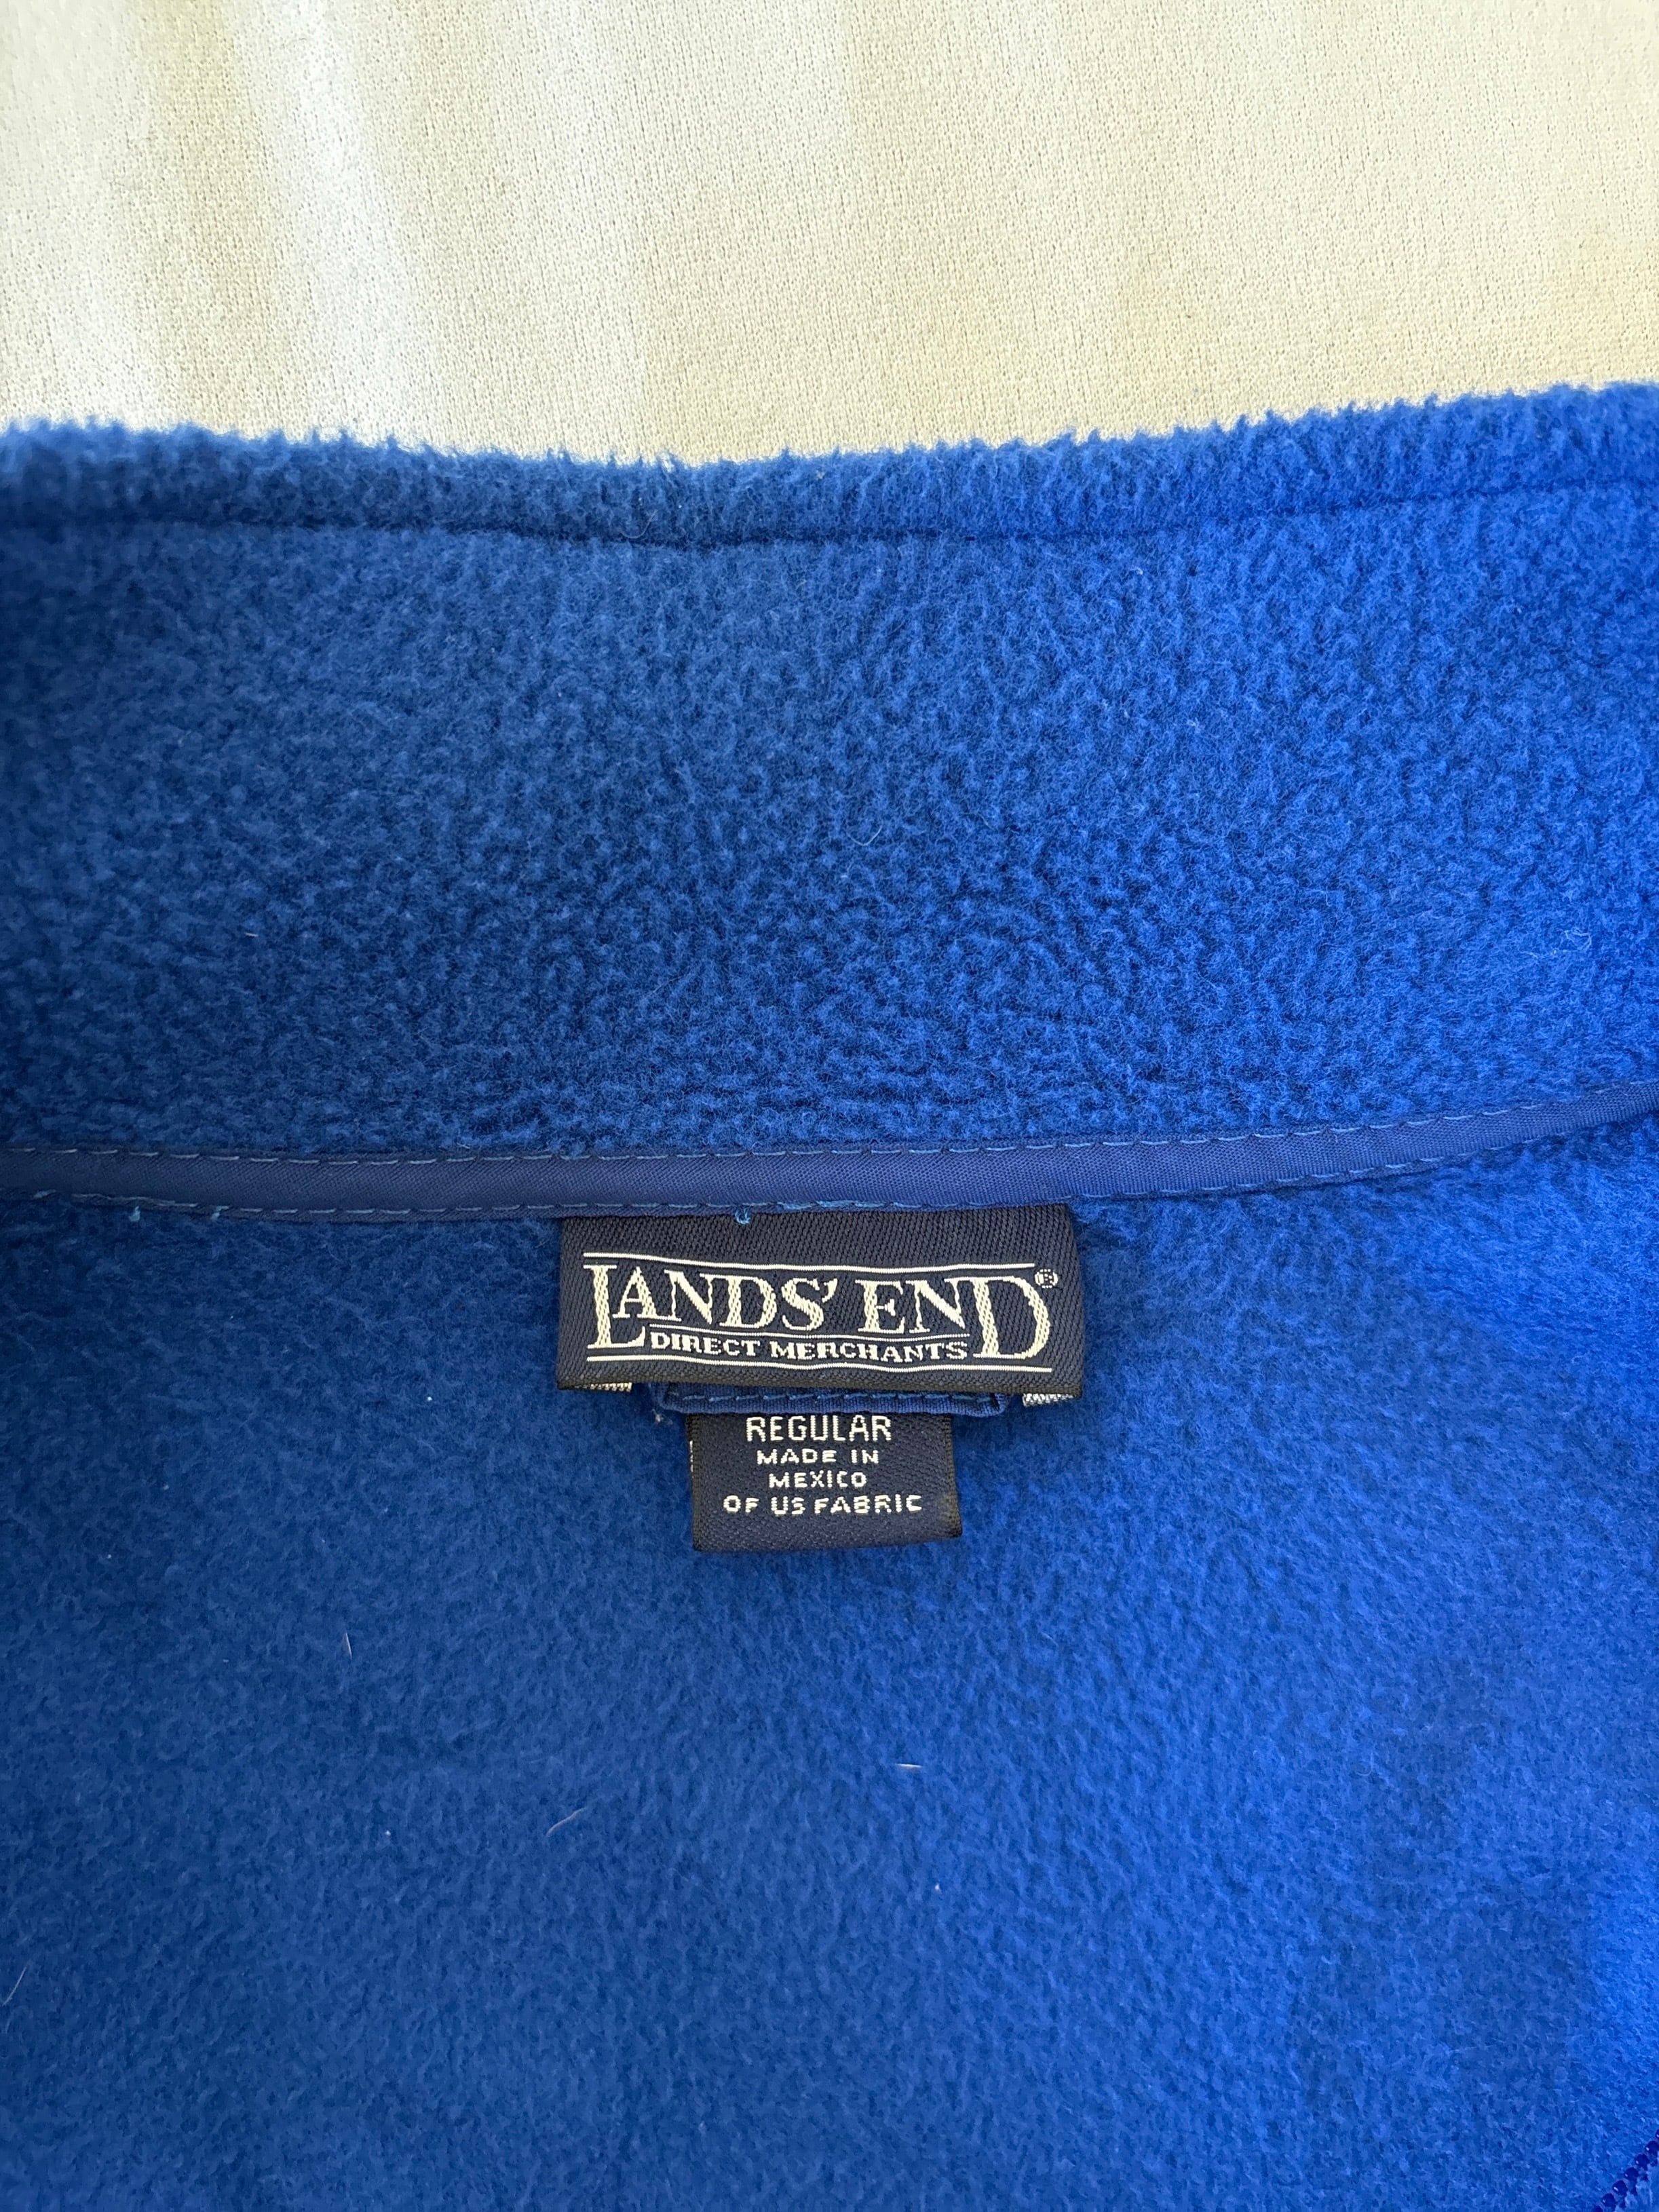 LANDS' END®
DIRECT MERCHANTS
REGULAR
MADE IN
MEXICO
OF US FABRIC